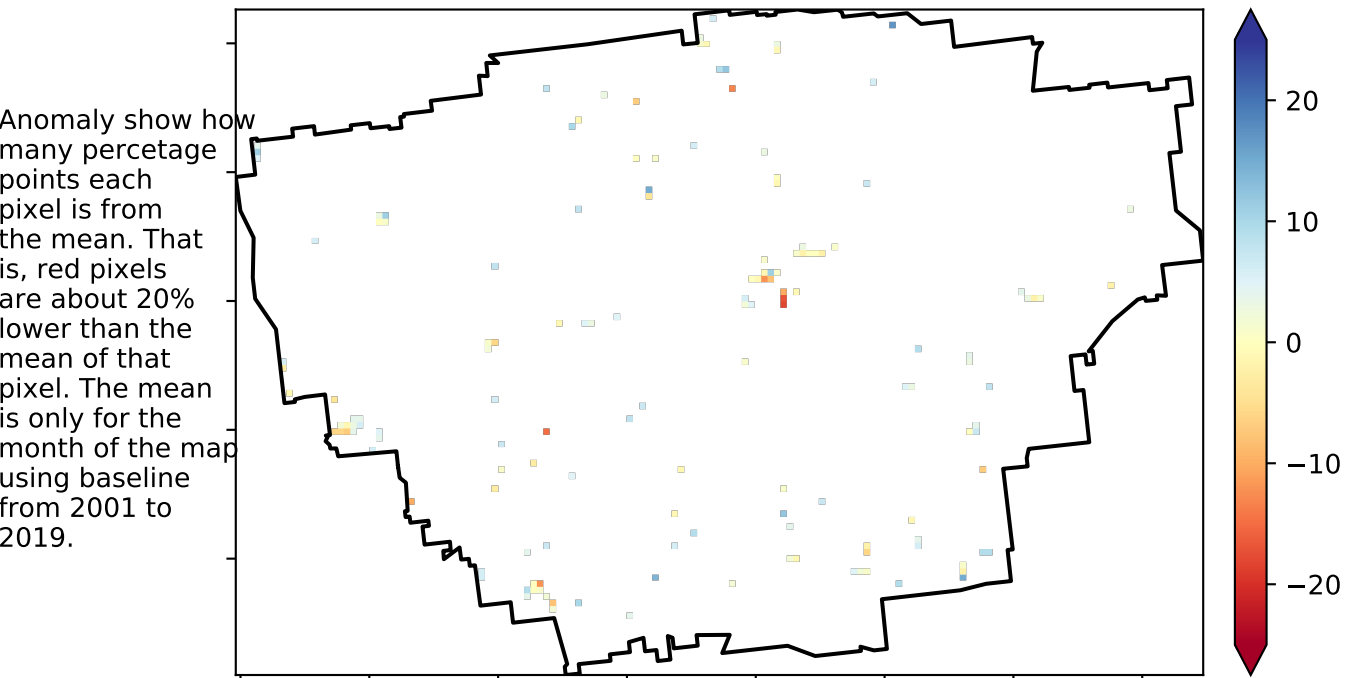 Anomaly show how
many percetage
points each
pixel is from
the mean. That
is, red pixels
are about 20%
lower than the
mean of that
pixel. The mean
is only for the
month of the map
using baseline
from 2001 to
2019.
20
10
0
−10
−20